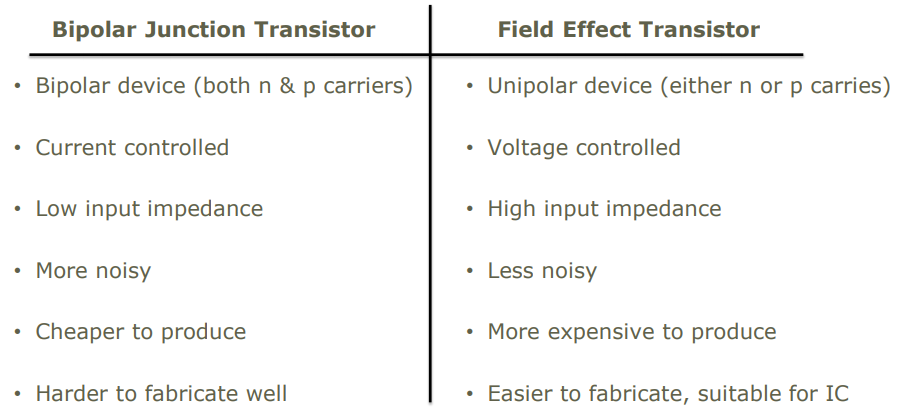 Bipolar Junction Transistor
Field Effect Transistor
• Bipolar device (both n & p carriers)
• Unipolar device (either n or p carries)
• Current controlled
• Voltage controlled
• Low input impedance
• High input impedance
• More noisy
• Less noisy
• Cheaper to produce
• More expensive to produce
• Harder to fabricate well
• Easier to fabricate, suitable for IC